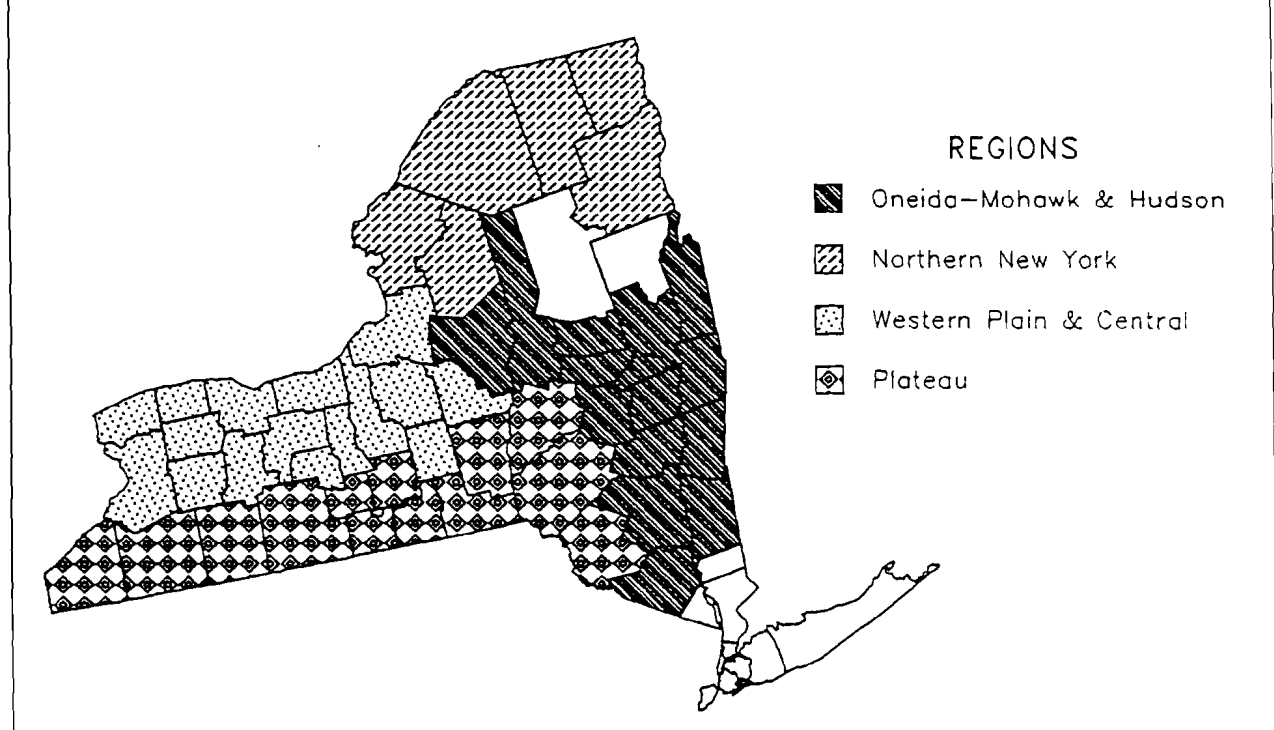 REGIONS
Oneida-Mohawk & Hudson
Northern New York
Western Plain & Central
Plateau